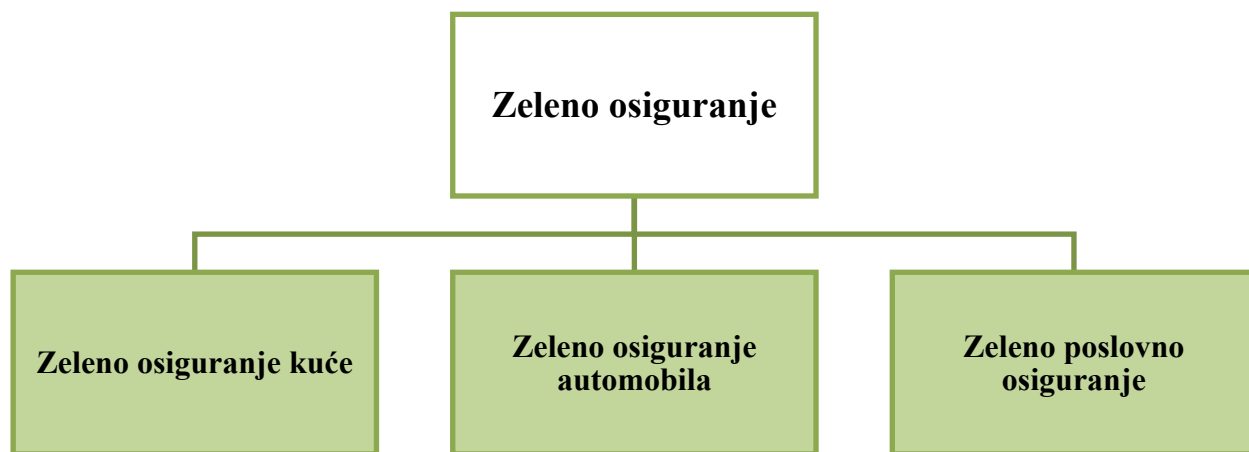 Zeleno osiguranje
Zeleno osiguranje kuće
Zeleno osiguranje
automobila
Zeleno poslovno
osiguranje